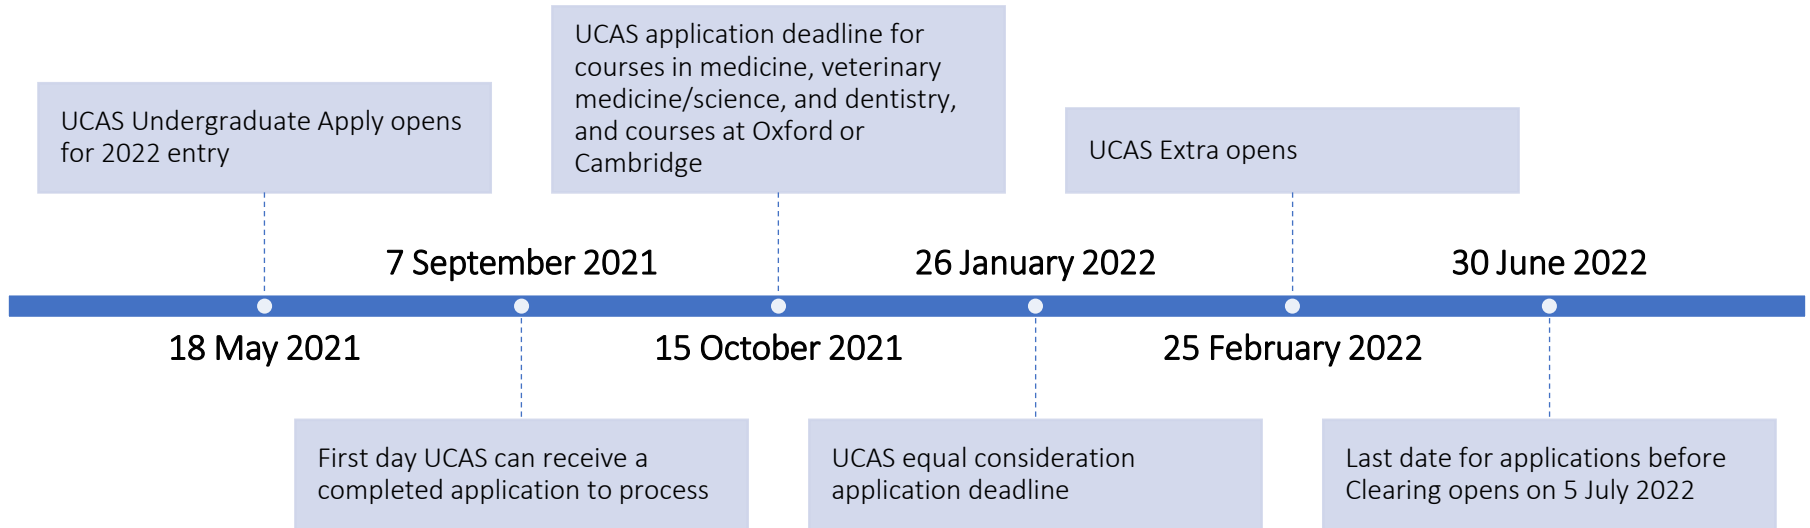 UCAS Undergraduate Apply opens
for 2022 entry
UCAS application deadline for
courses in medicine, veterinary
medicine/science, and dentistry,
and courses at Oxford or
Cambridge
UCAS Extra opens
7 September 2021
26 January 2022
30 June 2022
18 May 2021
15 October 2021
25 February 2022
First day UCAS can receive a
completed application to process
UCAS equal consideration
application deadline
Last date for applications before
Clearing opens on 5 July 2022